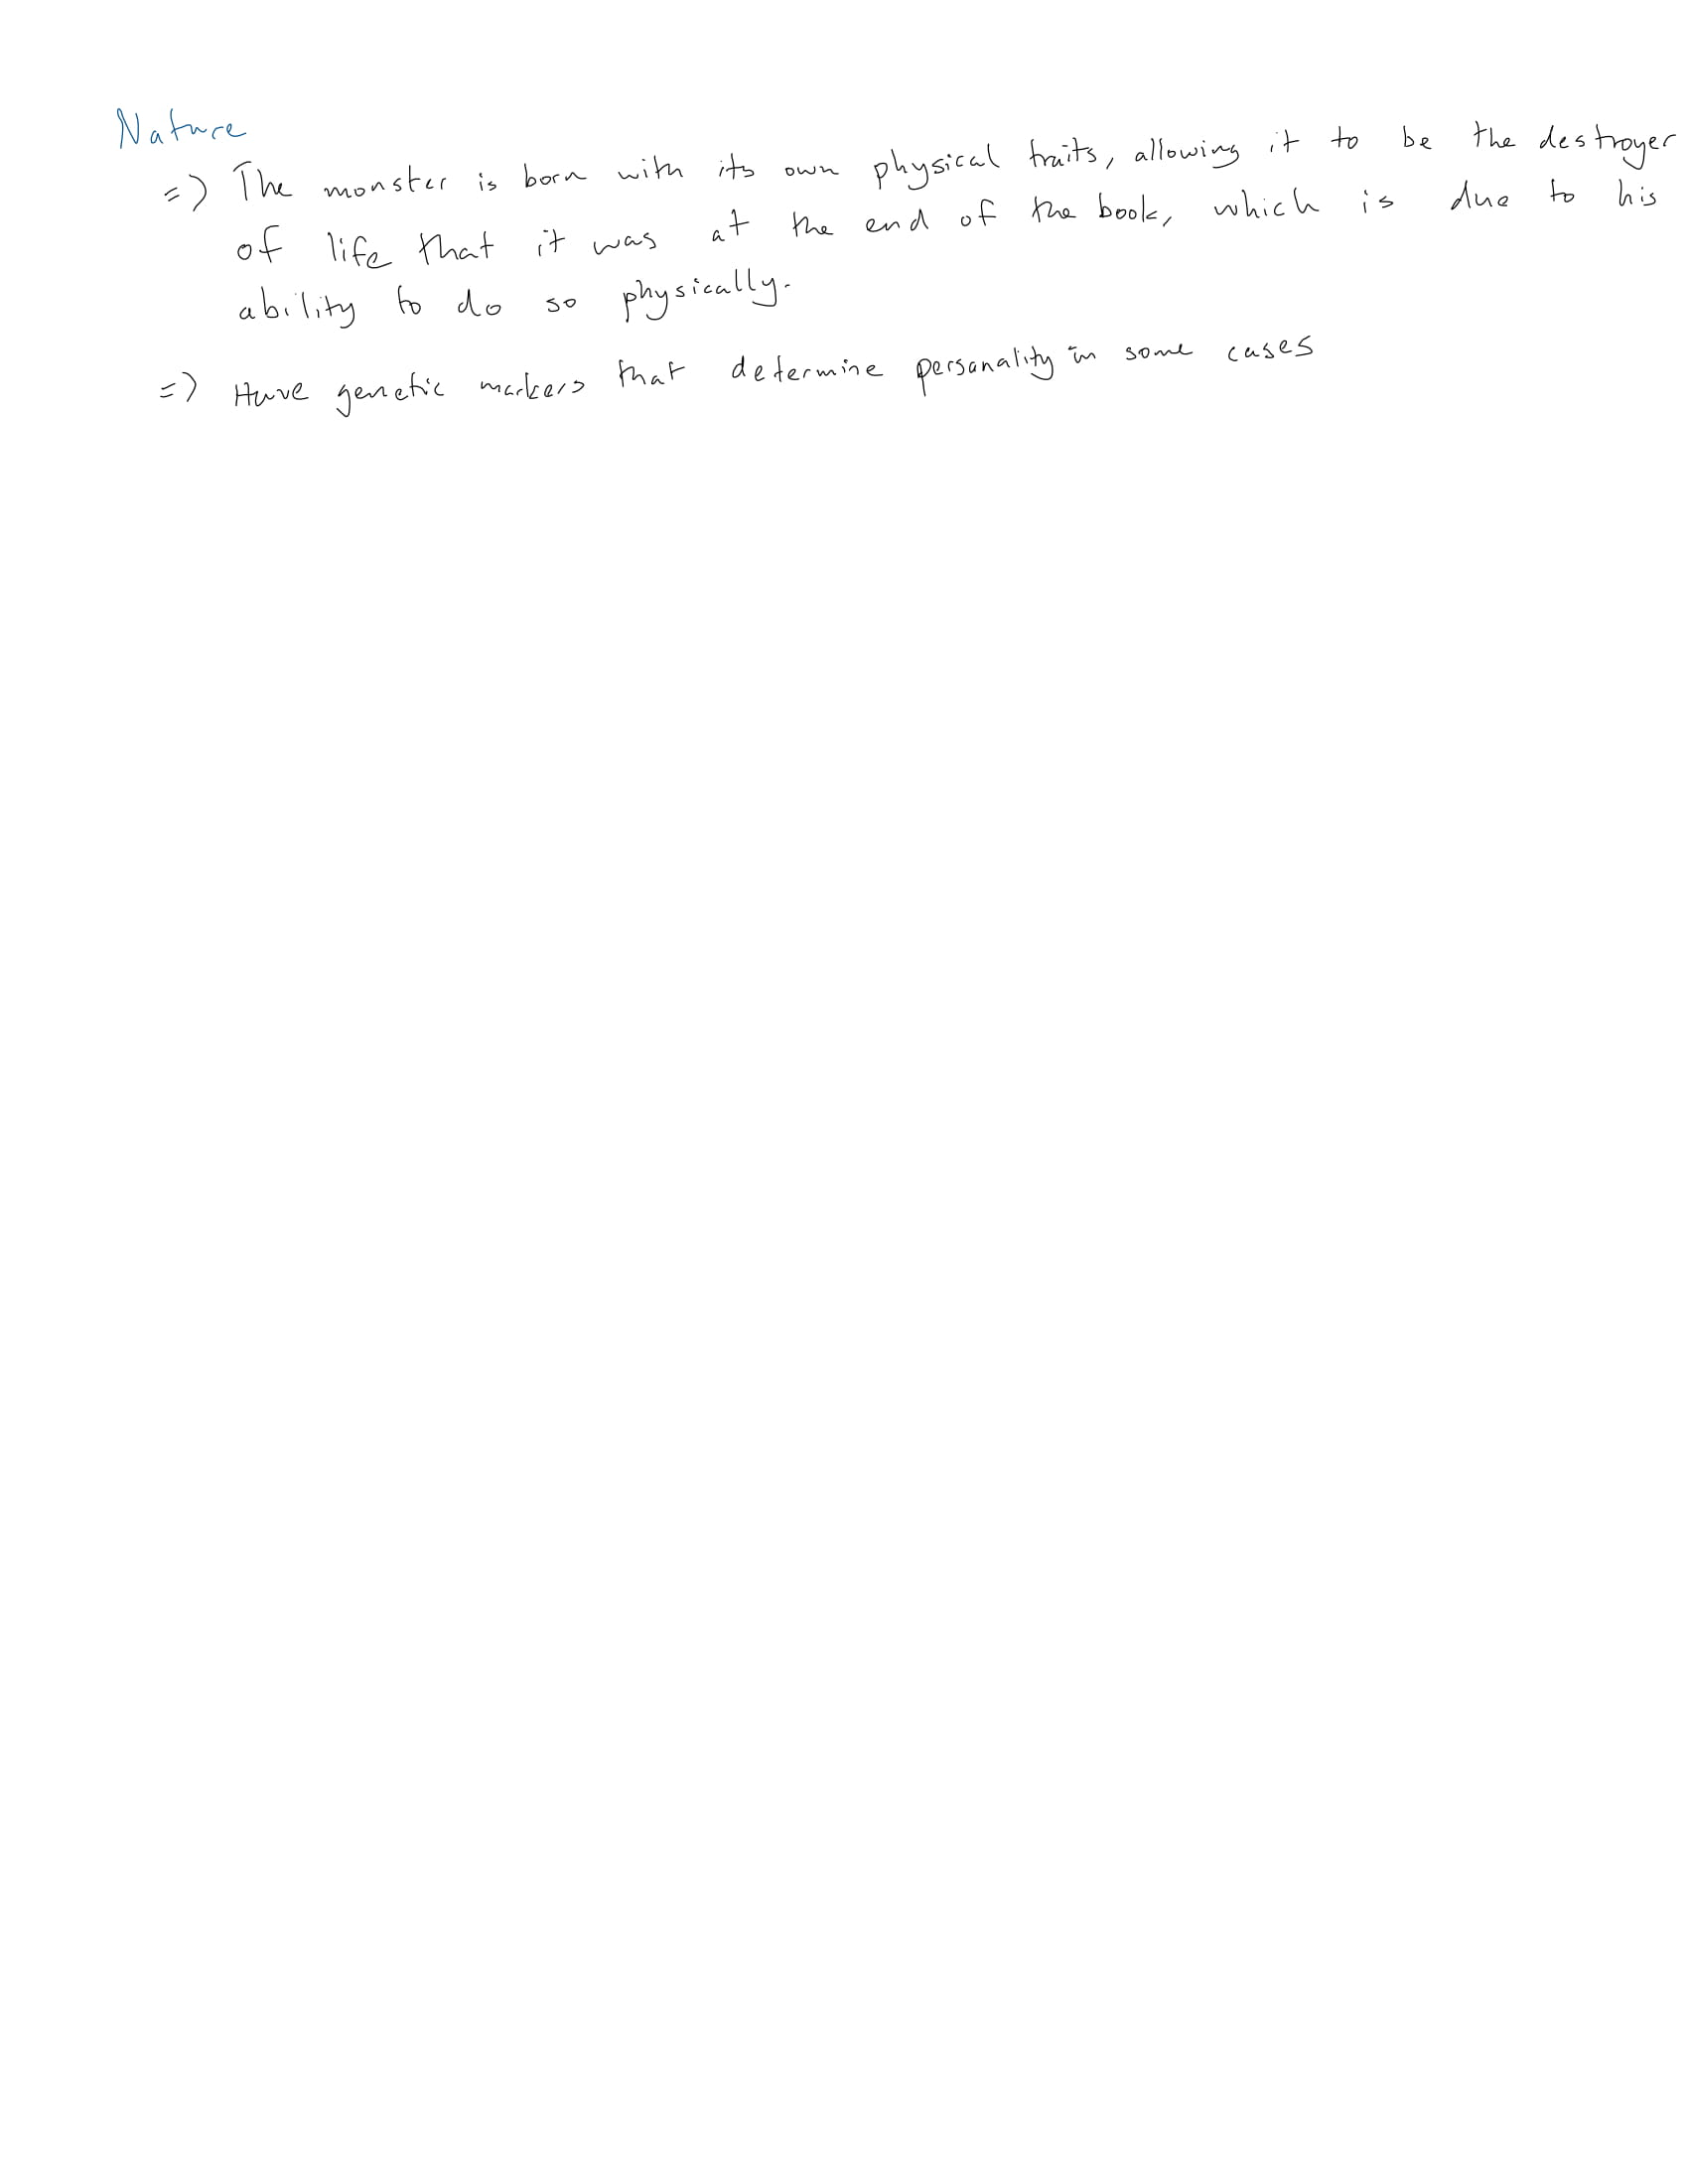 Nature
=> The monster is born with its own physical traits, allowing it to be the destroyer
of life that it was at the end of the book, which is due to his
ability to do so physically.
=> Have genetic markers that determine personality in some cases